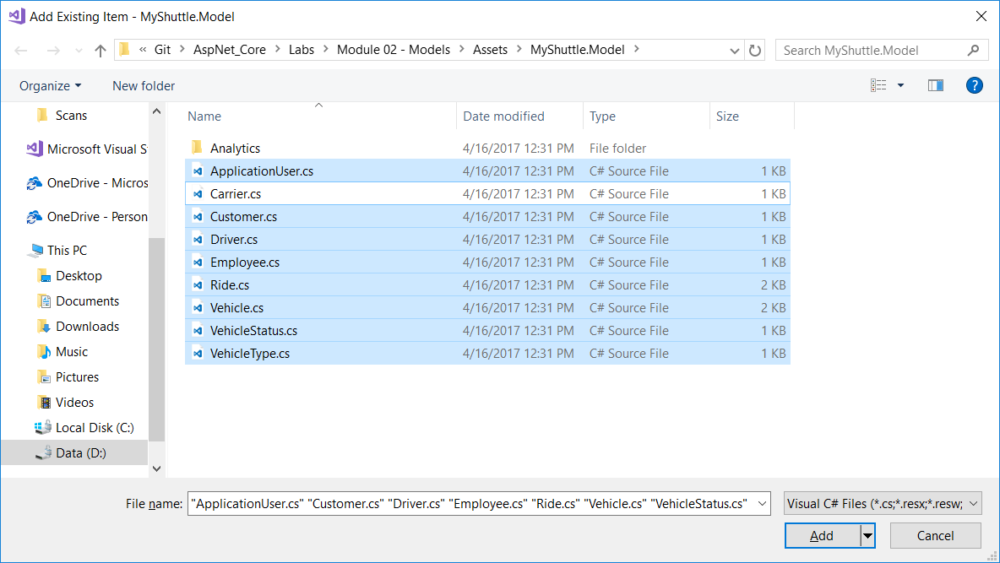 Add Existing Item - MyShuttle.Model
« Git > AspNet_Core > Labs > Module 02 - Models > Assets > MyShuttle.Model >
Search MyShuttle.Model
Organize
New folder
?
Scans
Microsoft Visual S
OneDrive - Micros
OneDrive - Person
This PC
Desktop
Documents
Downloads
Music
Pictures
Videos
Local Disk (C:)
Data (D:)
Name Date modified Type Size
Analytics 4/16/2017 12:31 PM File folder
ApplicationUser.cs 4/16/2017 12:31 PM C# Source File 1 KB
Carrier.cs 4/16/2017 12:31 PM C# Source File 1 KB
Customer.cs 4/16/2017 12:31 PM C# Source File 1 KB
Driver.cs 4/16/2017 12:31 PM C# Source File 1 KB
Employee.cs 4/16/2017 12:31 PM C# Source File 1 KB
Ride.cs 4/16/2017 12:31 PM C# Source File 2 KB
Vehicle.cs 4/16/2017 12:31 PM C# Source File 2 KB
VehicleStatus.cs 4/16/2017 12:31 PM C# Source File 1 KB
VehicleType.cs 4/16/2017 12:31 PM C# Source File 1 KB
File name: "ApplicationUser.cs" "Customer.cs" "Driver.cs" "Employee.cs" "Ride.cs" "Vehicle.cs" "VehicleStatus.cs"
Visual C# Files (*.cs;*.resx;*.resw;
Add
Cancel